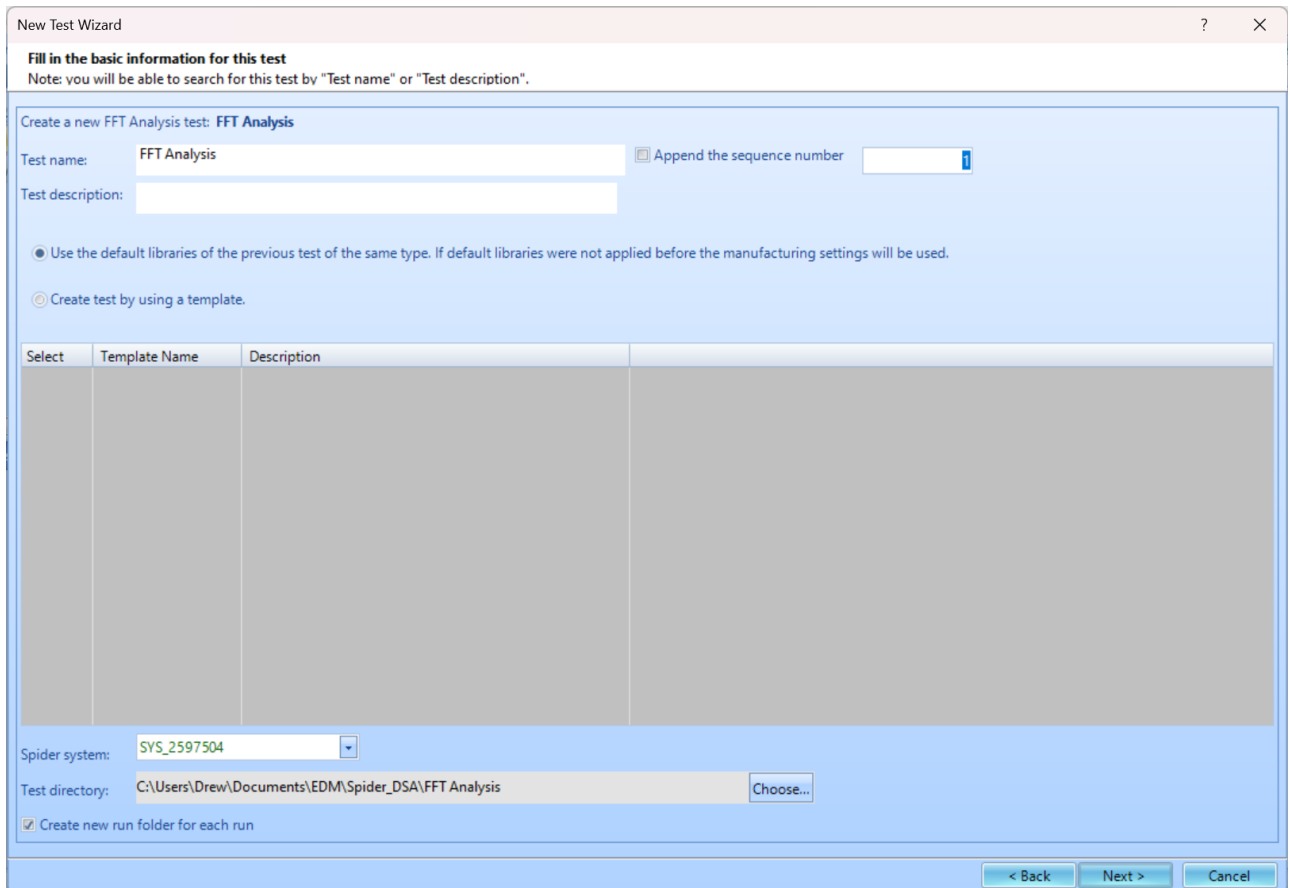 New Test Wizard
?
Fill in the basic information for this test
Note: you will be able to search for this test by "Test name" or "Test description".
Create a new FFT Analysis test: FFT Analysis
Test name: FFT Analysis Append the sequence number 1
Test description:
Use the default libraries of the previous test of the same type. If default libraries were not applied before the manufacturing settings will be used.
Create test by using a template.
Select Template Name Description
Spider system: SYS_2597504
Test directory: C:\Users\Drew\Documents\EDM\Spider_DSA\FFT Analysis Choose...
Create new run folder for each run
< Back Next > Cancel